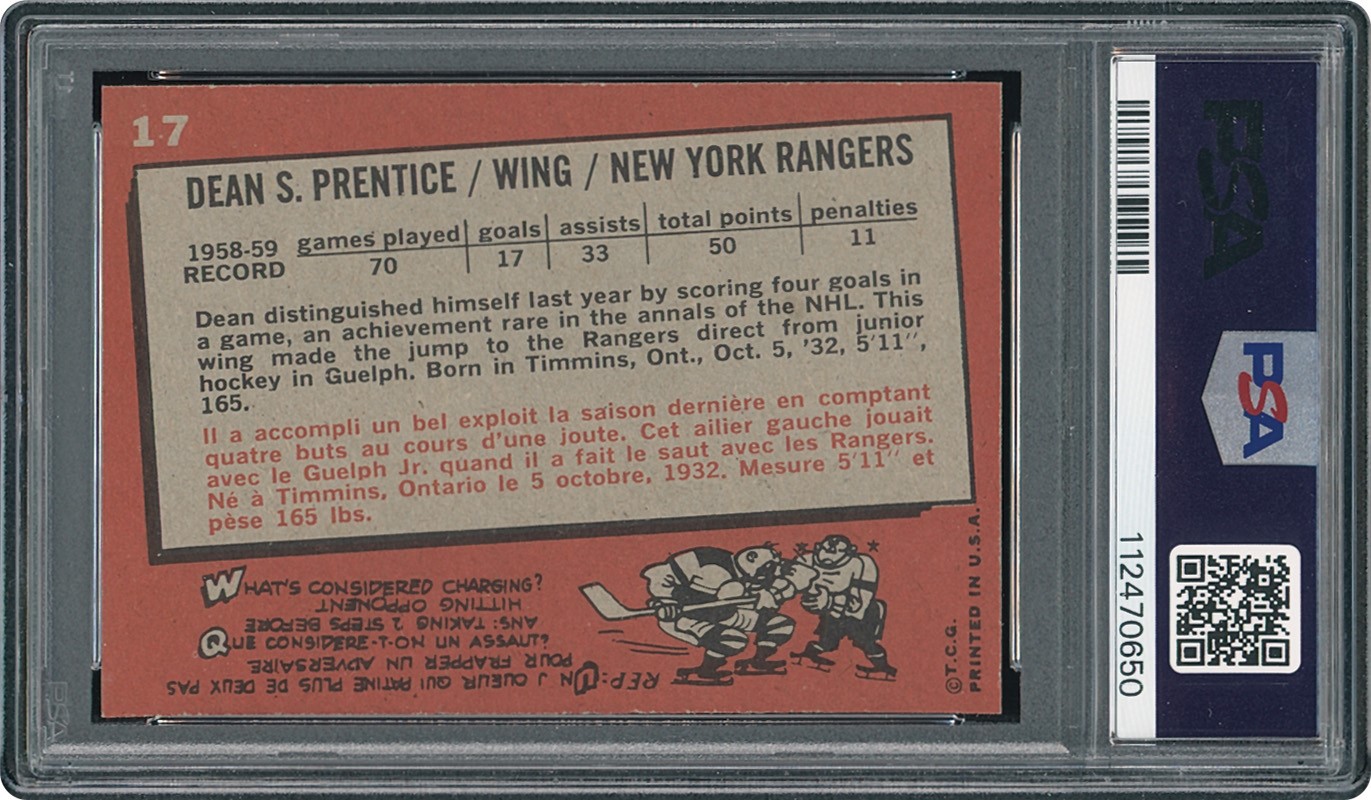 17
DEAN S. PRENTICE / WING / NEW YORK RANGERS
1958-59 RECORD games played goals assists total points penalties
70 17 33 50 11
Dean distinguished himself last year by scoring four goals in
a game, an achievement rare in the annals of the NHL. This
wing made the jump to the Rangers direct from junior
hockey in Guelph. Born in Timmins, Ont., Oct. 5, '32, 5'11",
165.
Il a accompli un bel exploit la saison dernière en comptant
quatre buts au cours d'une joute. Cet ailier gauche jouait
avec le Guelph Jr. quand il a fait le saut avec les Rangers.
Né à Timmins, Ontario le 5 octobre, 1932. Mesure 5'11" et
pèse 165 lbs.
WHAT'S CONSIDERED CHARGING?
ANS: TAKING 2 STEPS BEFORE
HITTING OPPONENT
QUE CONSIDERE-T-ON UN ASSAUT?
REP: UN JOUEUR QUI PATINE PLUS DE DEUX PAS
POUR FRAPPER UN ADVERSAIRE
©T.C.G.
PRINTED IN U.S.A.
PSA
PSA
112470650
PSA